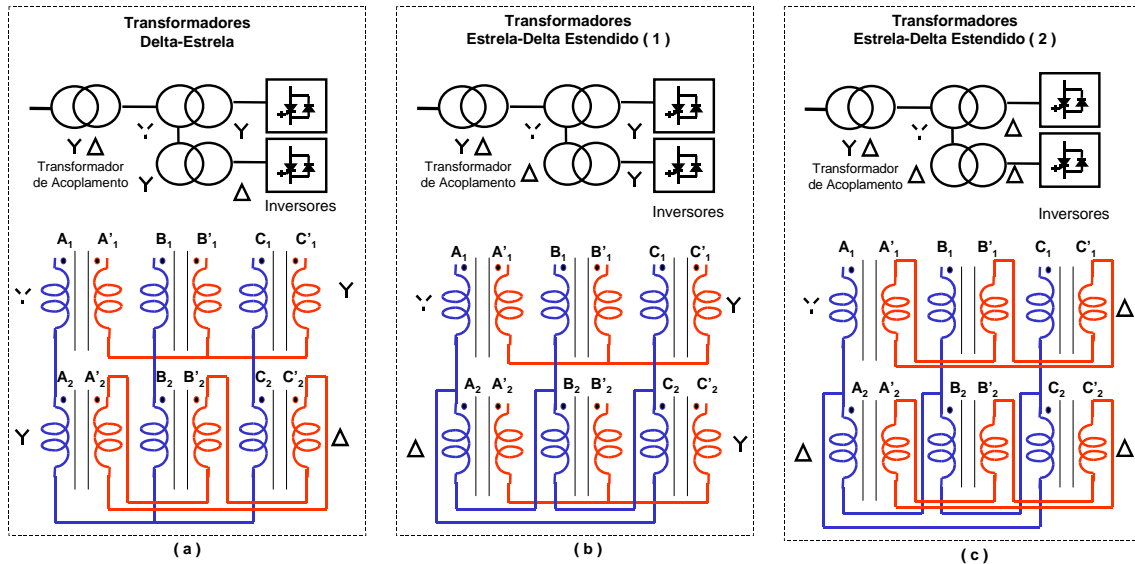 Transformadores
Delta-Estrela
Transformador
de Acoplamento
Inversores
A1 A'1 B1 B'1 C1 C'1
A2 A'2 B2 B'2 C2 C'2
( a )
Transformadores
Estrela-Delta Estendido ( 1 )
Transformador
de Acoplamento
Inversores
A1 A'1 B1 B'1 C1 C'1
A2 A'2 B2 B'2 C2 C'2
( b )
Transformadores
Estrela-Delta Estendido ( 2 )
Transformador
de Acoplamento
Inversores
A1 A'1 B1 B'1 C1 C'1
A2 A'2 B2 B'2 C2 C'2
( c )